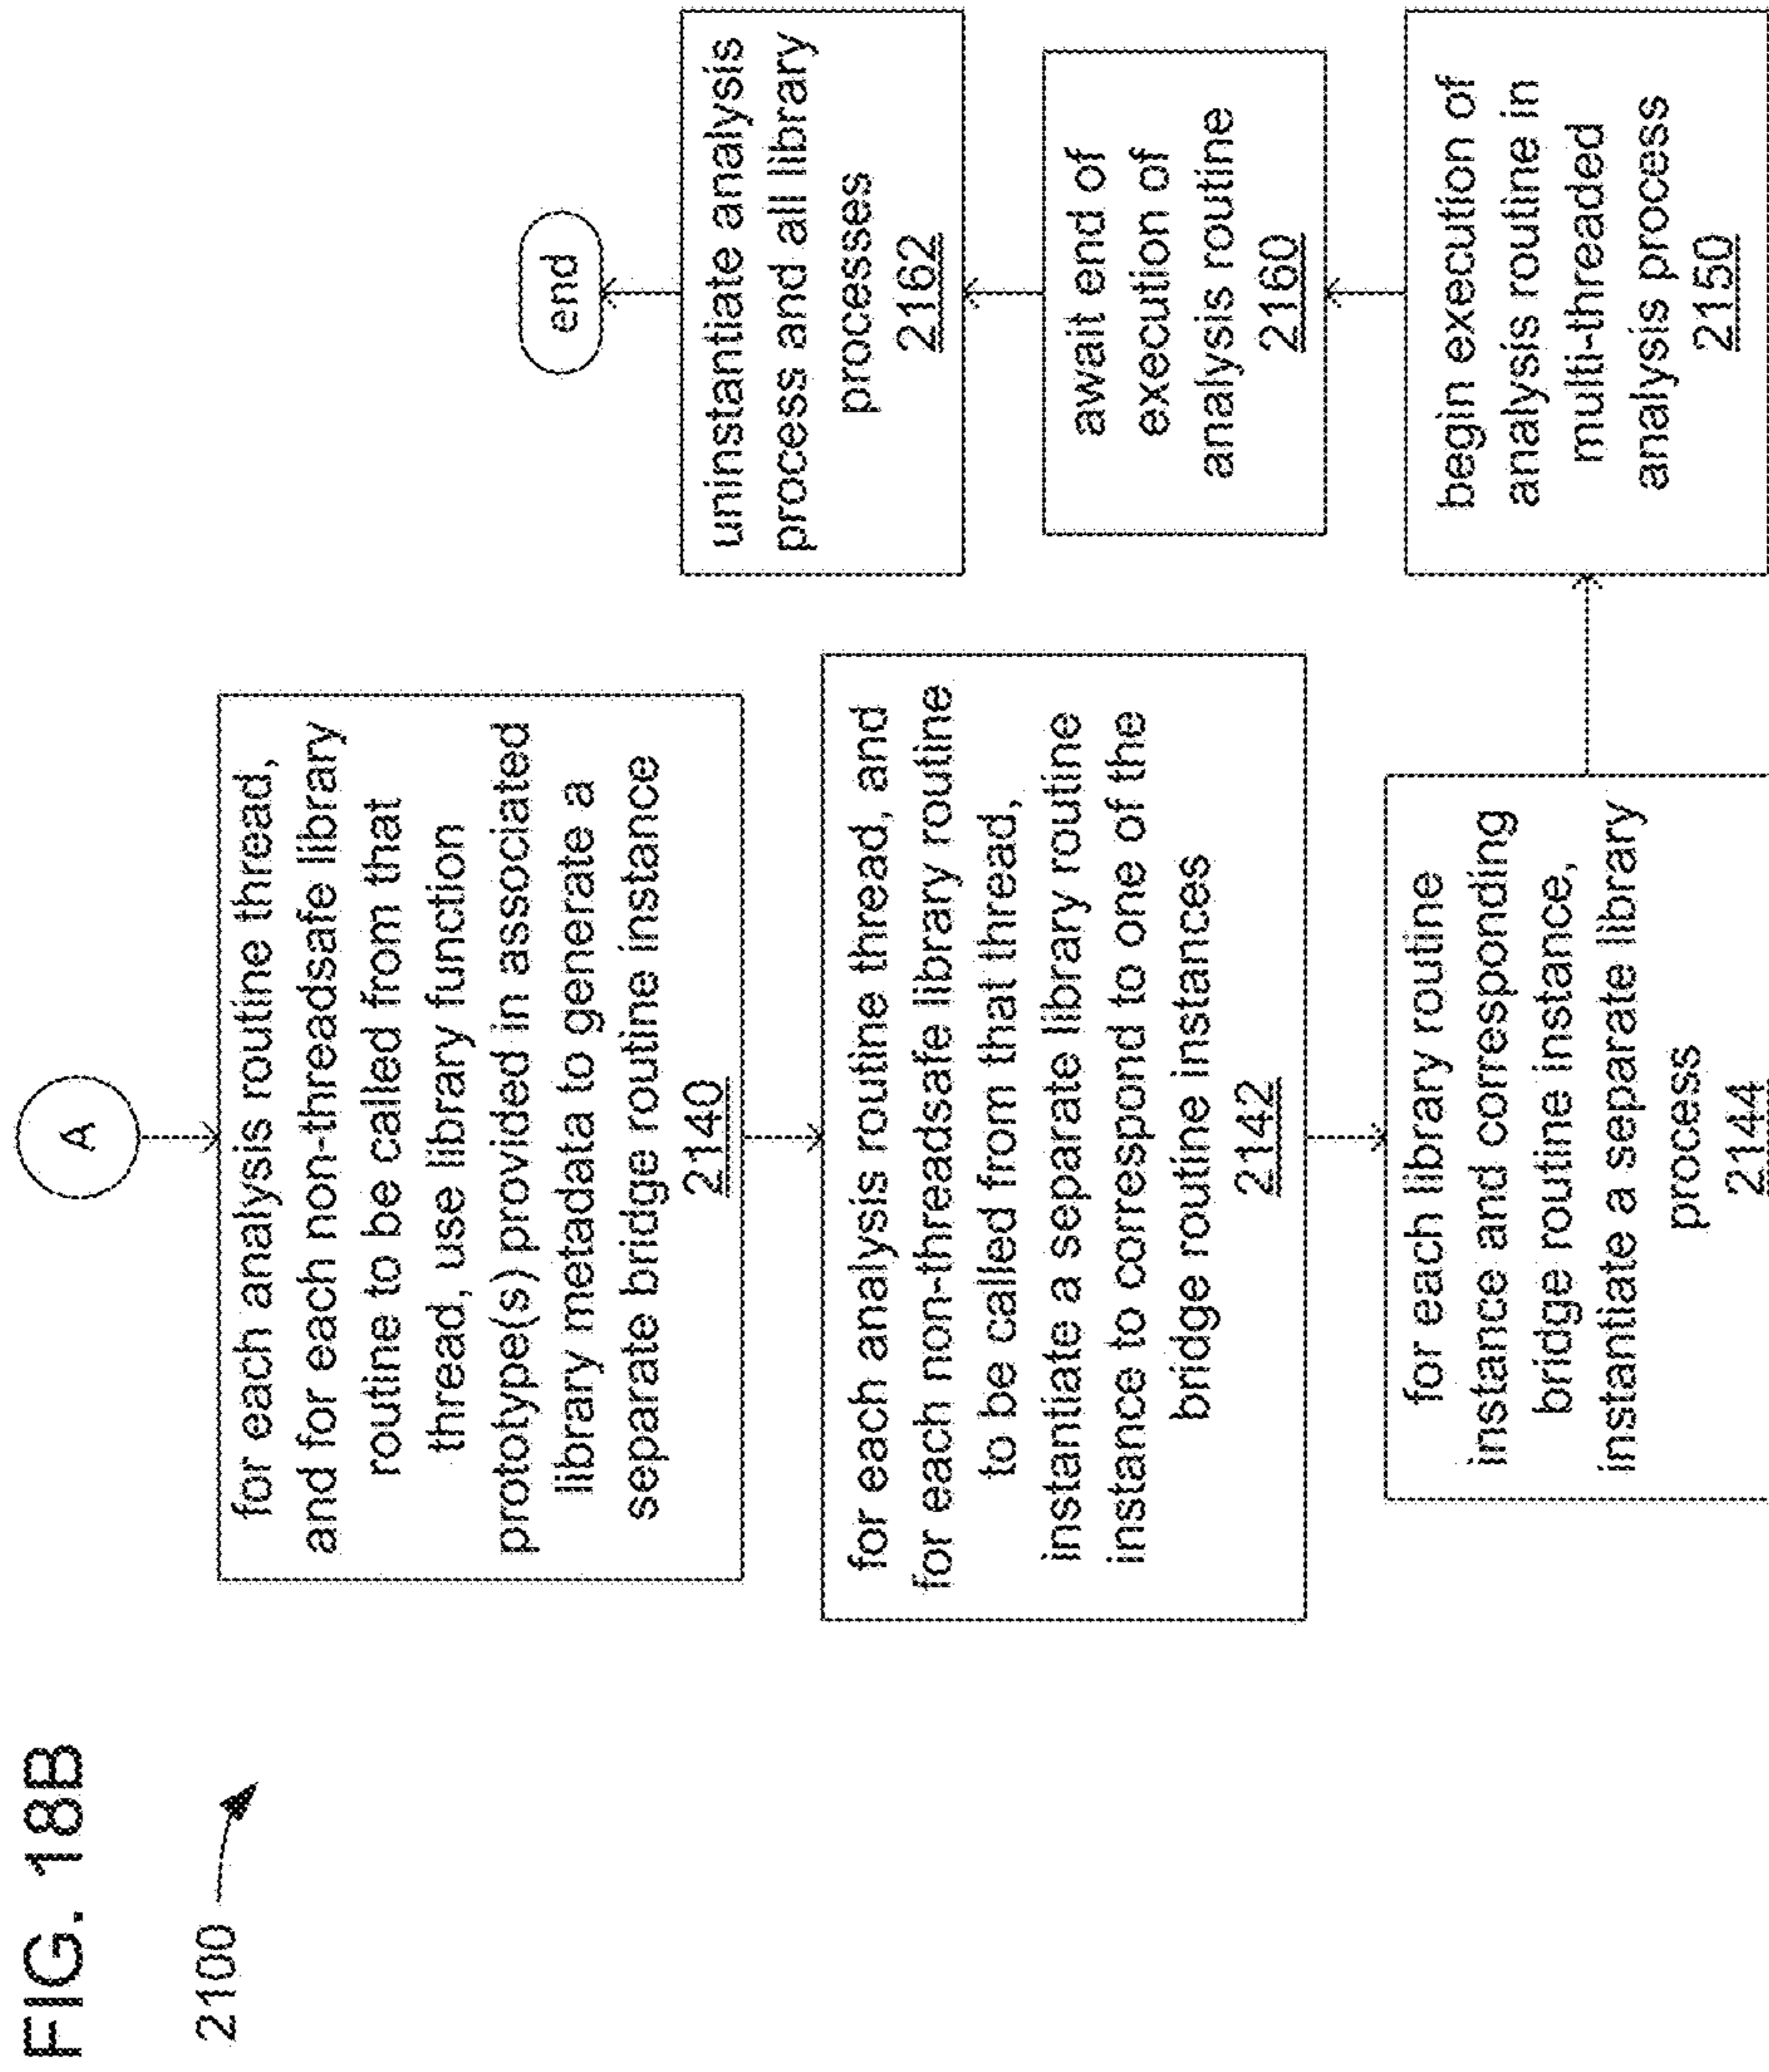 FIG. 18B
2100
A
for each analysis routine thread,
and for each non-threadsafe library
routine to be called from that
thread, use library function
prototype(s) provided in associated
library metadata to generate a
separate bridge routine instance
2140
for each analysis routine thread, and
for each non-threadsafe library routine
to be called from that thread,
instantiate a separate library routine
instance to correspond to one of the
bridge routine instances
2142
for each library routine
instance and corresponding
bridge routine instance,
instantiate a separate library
process
2144
begin execution of
analysis routine in
multi-threaded
analysis process
2150
await end of
execution of
analysis routine
2160
uninstantiate analysis
process and all library
processes
2162
end